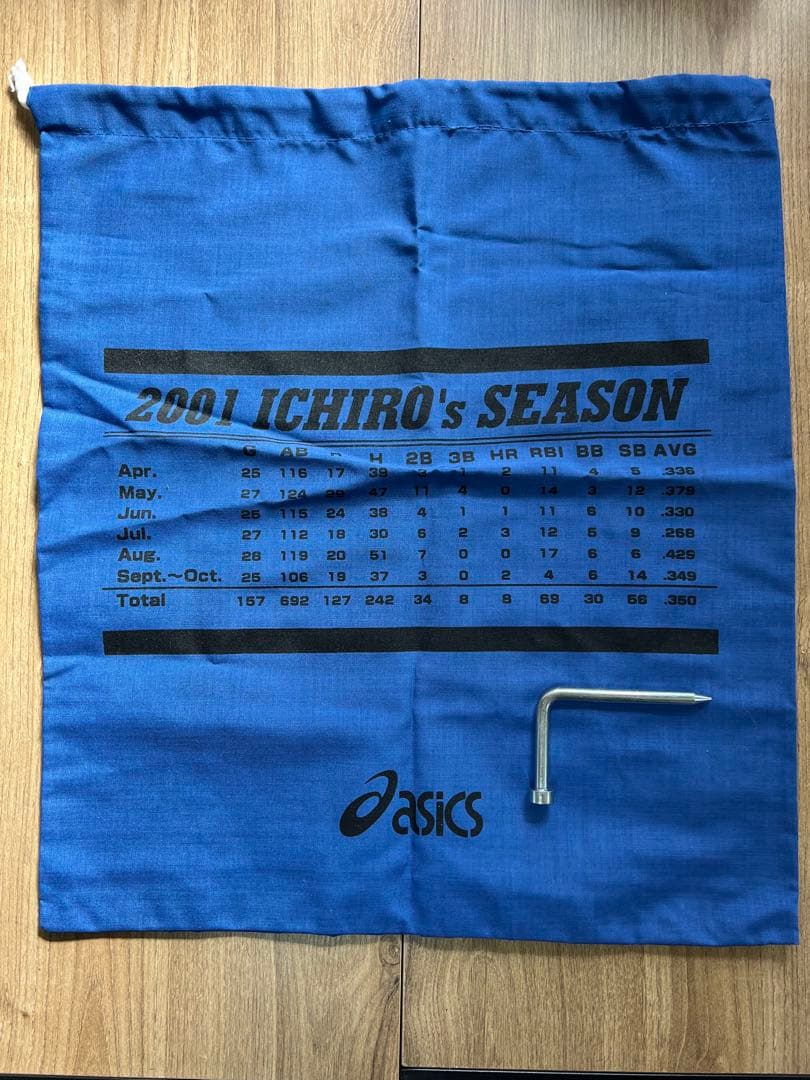 2001 ICHIRO's SEASON
G AB H 2B 3B HR RBI BB SB AVG
Apr. 25 116 17 39 3 1 2 11 4 5 .336
May. 27 124 29 47 11 4 0 14 3 12 .379
Jun. 25 115 24 38 4 1 1 11 6 10 .330
Jul. 27 112 18 30 6 2 3 12 5 9 .268
Aug. 28 119 20 51 7 0 0 17 6 6 .429
Sept.~Oct. 25 106 19 37 3 0 2 4 6 14 .349
Total 157 692 127 242 34 8 8 69 30 56 .350
asics